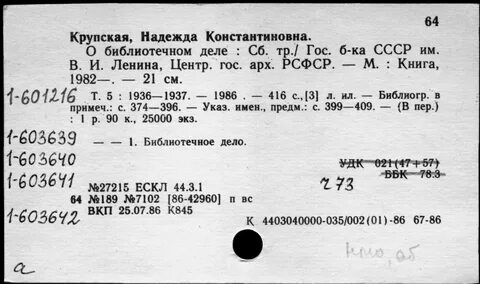 64
Крупская, Надежда Константиновна.
О библиотечном деле : Сб. тр./ Гос. б-ка СССР им.
В. И. Ленина, Центр. гос. арх. РСФСР. — М. : Книга,
1982—. — 21 см.
1-601216
Т. 5 : 1936—1937. — 1986 . — 416 с.,[3] л. ил. — Библиогр. в
примеч.: с. 374—396. — Указ. имен., предм.: с. 399—409. — (В пер.)
: 1 р. 90 к., 25000 экз.
1-603639
— — 1. Библиотечное дело.
1-603640
УДК 021(47+57)
ББК 78.3
1-603641
ч 73
№27215 ЕСКЛ 44.3.1
64 №189 №7102 [86-42960] п вс
1-603642
ВКП 25.07.86 К845
К 4403040000-035/002(01)-86 67-86
а